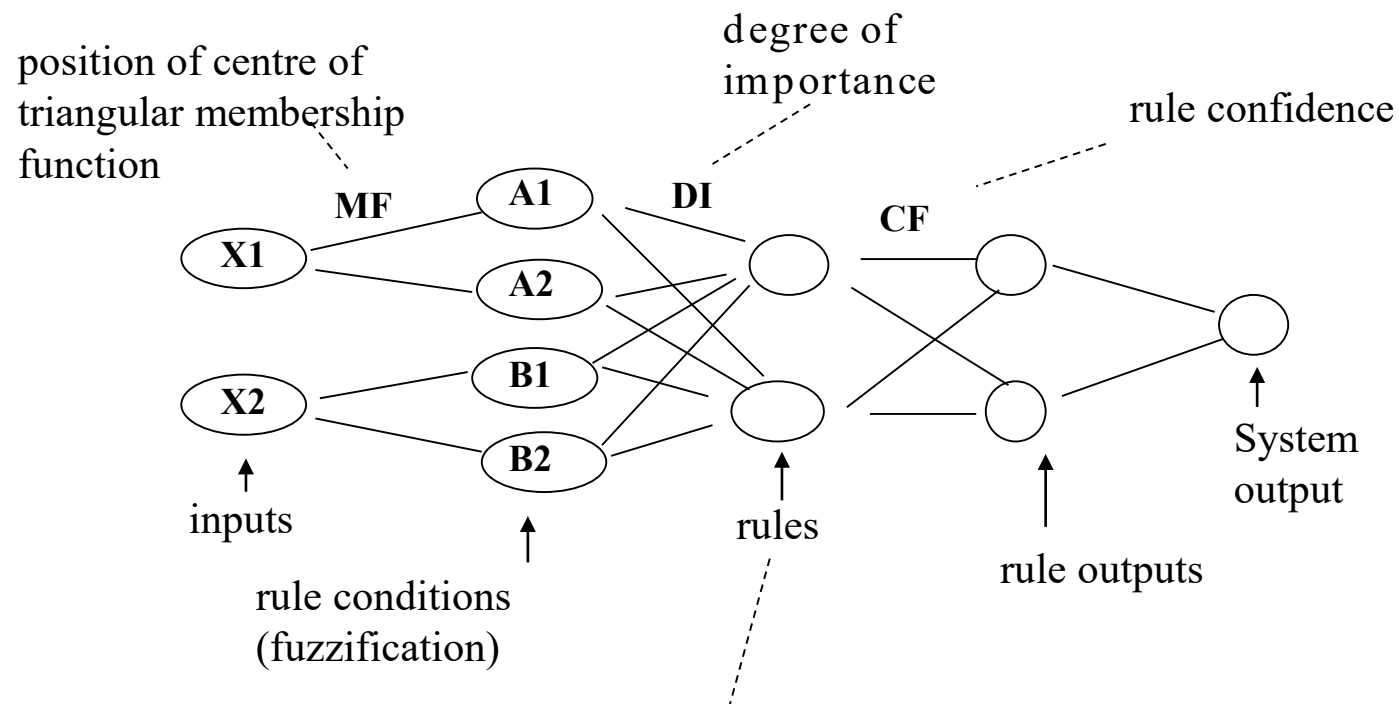 position of centre of
triangular membership
function
degree of
importance
rule confidence
MF
DI
CF
A1
X1
A2
B1
X2
B2
inputs
rule conditions
(fuzzification)
rules
rule outputs
System
output